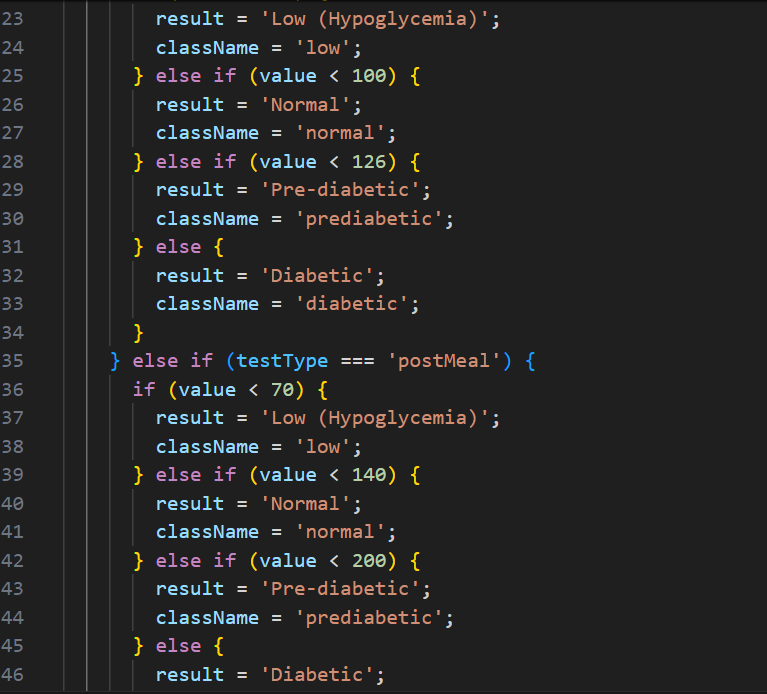 23 result = 'Low (Hypoglycemia)';
24 className = 'low';
25 } else if (value < 100) {
26 result = 'Normal';
27 className = 'normal';
28 } else if (value < 126) {
29 result = 'Pre-diabetic';
30 className = 'prediabetic';
31 } else {
32 result = 'Diabetic';
33 className = 'diabetic';
34 }
35 } else if (testType === 'postMeal') {
36 if (value < 70) {
37 result = 'Low (Hypoglycemia)';
38 className = 'low';
39 } else if (value < 140) {
40 result = 'Normal';
41 className = 'normal';
42 } else if (value < 200) {
43 result = 'Pre-diabetic';
44 className = 'prediabetic';
45 } else {
46 result = 'Diabetic';